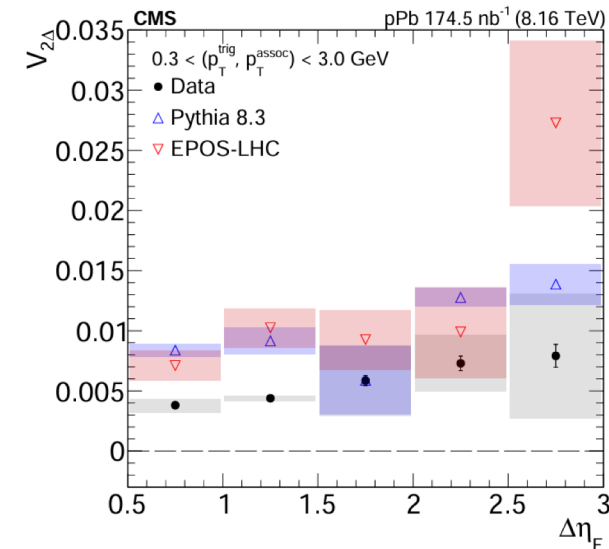 CMS pPb 174.5 nb⁻¹ (8.16 TeV)
V₂Δ
0.3 < (p_T^trig, p_T^assoc) < 3.0 GeV
Data
Pythia 8.3
EPOS-LHC
0.035
0.03
0.025
0.02
0.015
0.01
0.005
0
0.5 1 1.5 2 2.5 3
Δη_F